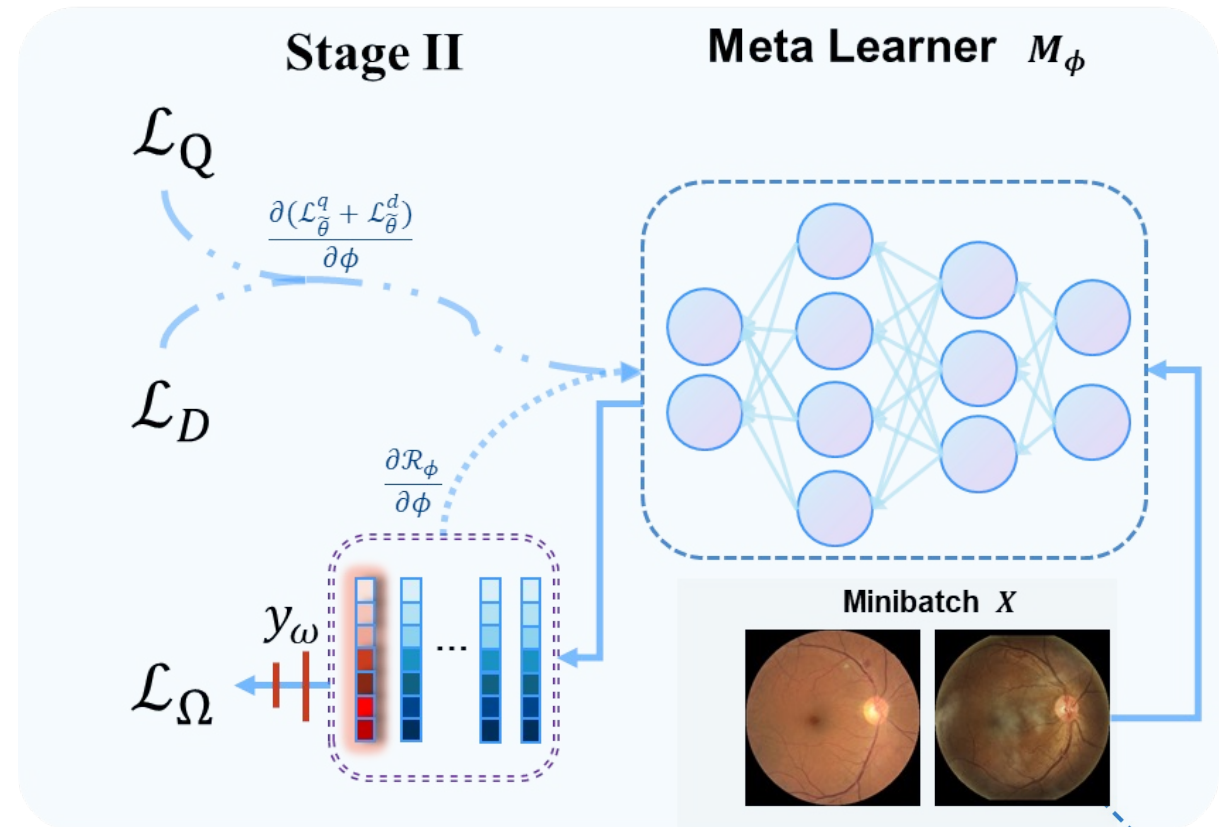 Stage II
Meta Learner M_ϕ
ℒ_Q
∂(ℒ^q_θ̃ + ℒ^d_θ̃)
∂ϕ
ℒ_D
∂ℛ_ϕ
∂ϕ
Minibatch X
y_ω
...
ℒ_Ω